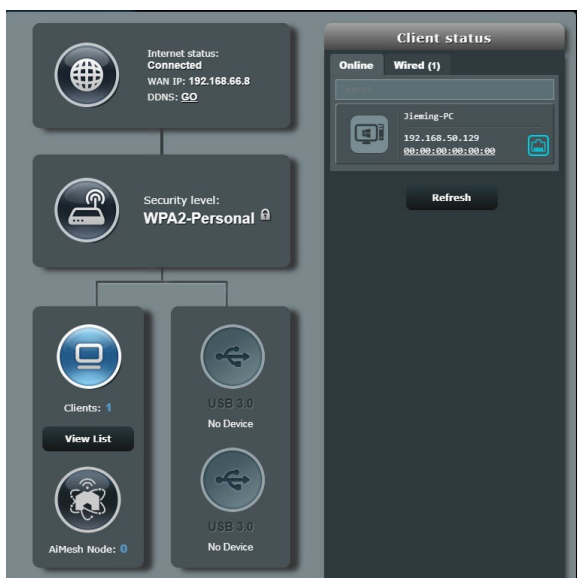 Internet status:
Connected
WAN IP: 192.168.66.8
DDNS: GO
Security level:
WPA2-Personal
Clients: 1
View List
AiMesh Node: 0
USB 3.0
No Device
USB 3.0
No Device
Client status
Online Wired (1)
Search
Jieming-PC
192.168.50.129
00:00:00:00:00:00
Refresh